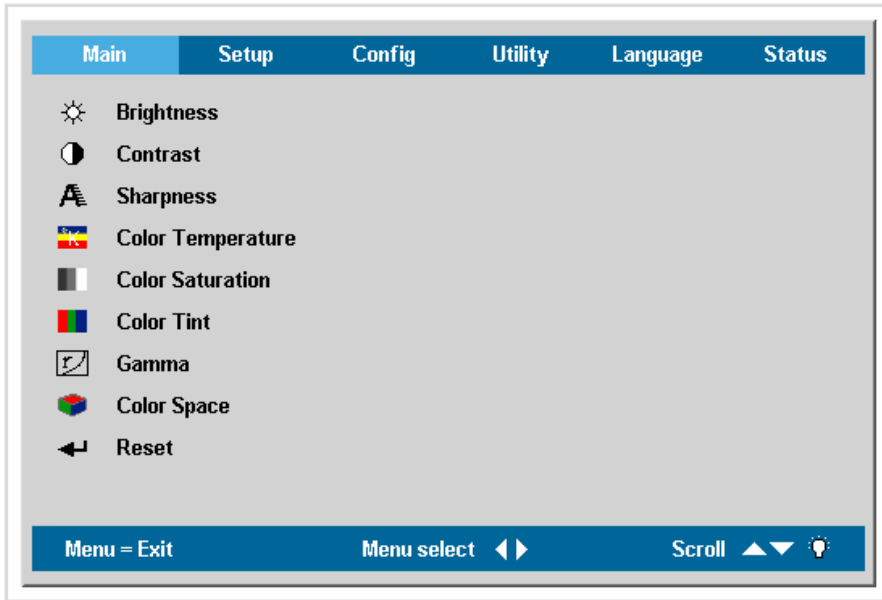 Main Setup Config Utility Language Status
Brightness
Contrast
Sharpness
Color Temperature
Color Saturation
Color Tint
Gamma
Color Space
Reset
Menu = Exit Menu select Scroll